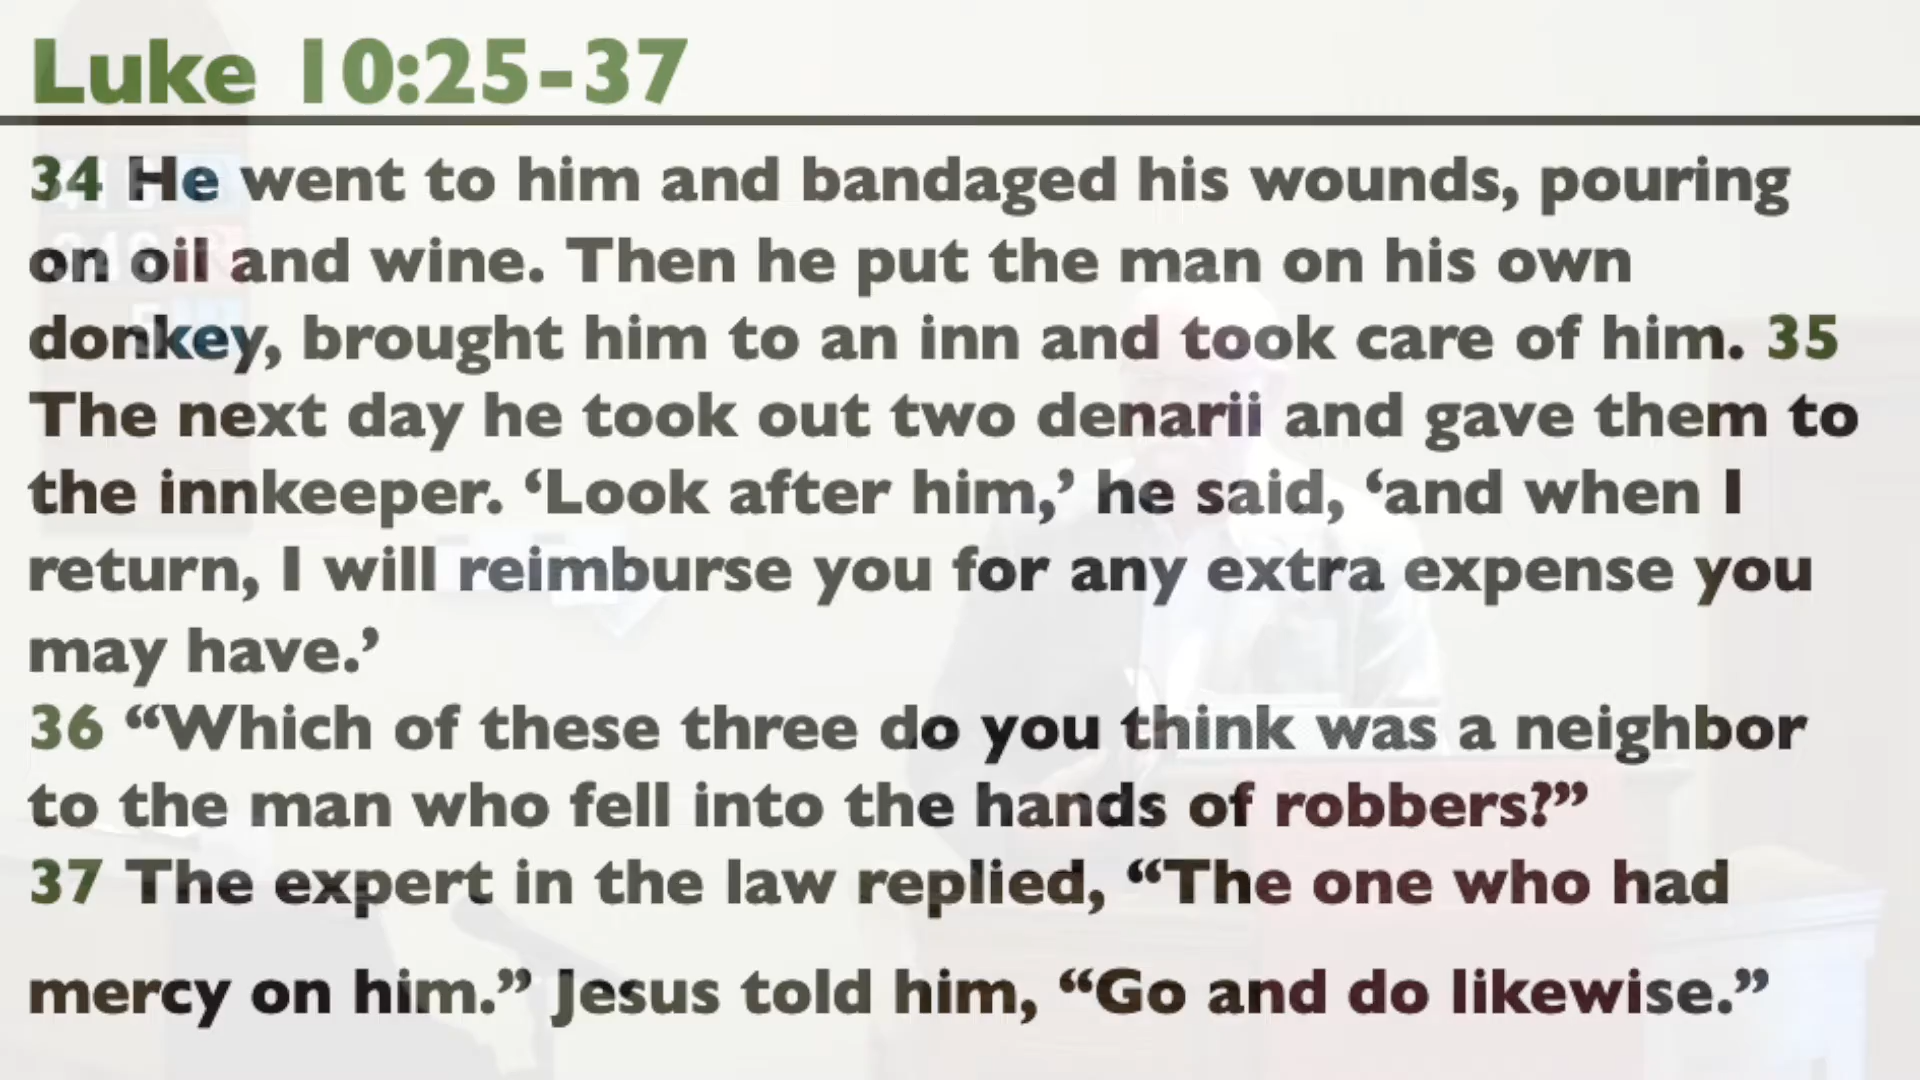 Luke 10:25-37
34 He went to him and bandaged his wounds, pouring
on oil and wine. Then he put the man on his own
donkey, brought him to an inn and took care of him. 35
The next day he took out two denarii and gave them to
the innkeeper. ‘Look after him,’ he said, ‘and when I
return, I will reimburse you for any extra expense you
may have.’
36 “Which of these three do you think was a neighbor
to the man who fell into the hands of robbers?”
37 The expert in the law replied, “The one who had
mercy on him.” Jesus told him, “Go and do likewise.”